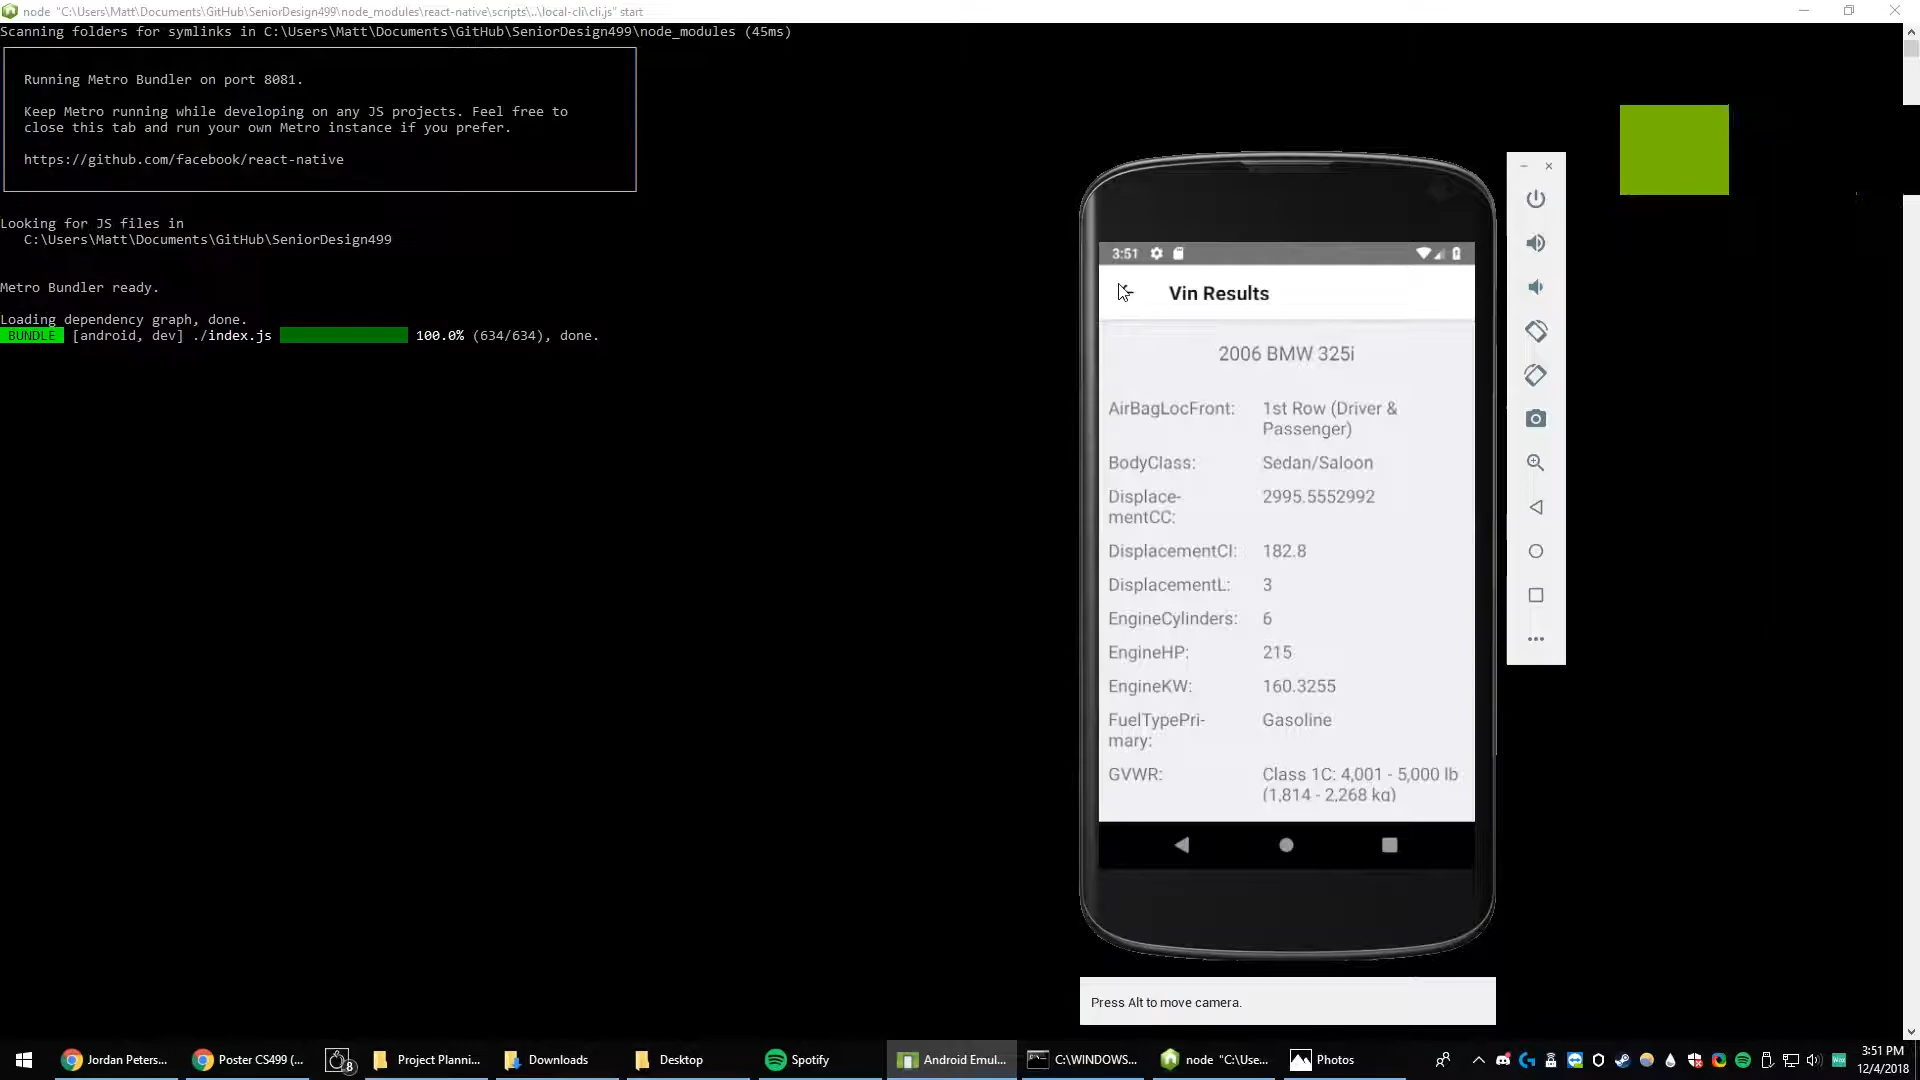 node "C:\Users\Matt\Documents\GitHub\SeniorDesign499\node_modules\react-native\scripts\..\local-cli\cli.js" start
Scanning folders for symlinks in C:\Users\Matt\Documents\GitHub\SeniorDesign499\node_modules (45ms)
Running Metro Bundler on port 8081.
Keep Metro running while developing on any JS projects. Feel free to
close this tab and run your own Metro instance if you prefer.
https://github.com/facebook/react-native
Looking for JS files in
C:\Users\Matt\Documents\GitHub\SeniorDesign499
Metro Bundler ready.
Loading dependency graph, done.
BUNDLE [android, dev] ./index.js 100.0% (634/634), done.
3:51
Vin Results
2006 BMW 325i
AirBagLocFront: 1st Row (Driver &
Passenger)
BodyClass: Sedan/Saloon
Displace- 2995.5552992
mentCC:
DisplacementCI: 182.8
DisplacementL: 3
EngineCylinders: 6
EngineHP: 215
EngineKW: 160.3255
FuelTypePri- Gasoline
mary:
GVWR: Class 1C: 4,001 - 5,000 lb
(1,814 - 2,268 kg)
Press Alt to move camera.
Jordan Peters...
Poster CS499 (...
8
Project Planni...
Downloads
Desktop
Spotify
Android Emul...
C:\WINDOWS...
node "C:\Use...
Photos
3:51 PM
12/4/2018